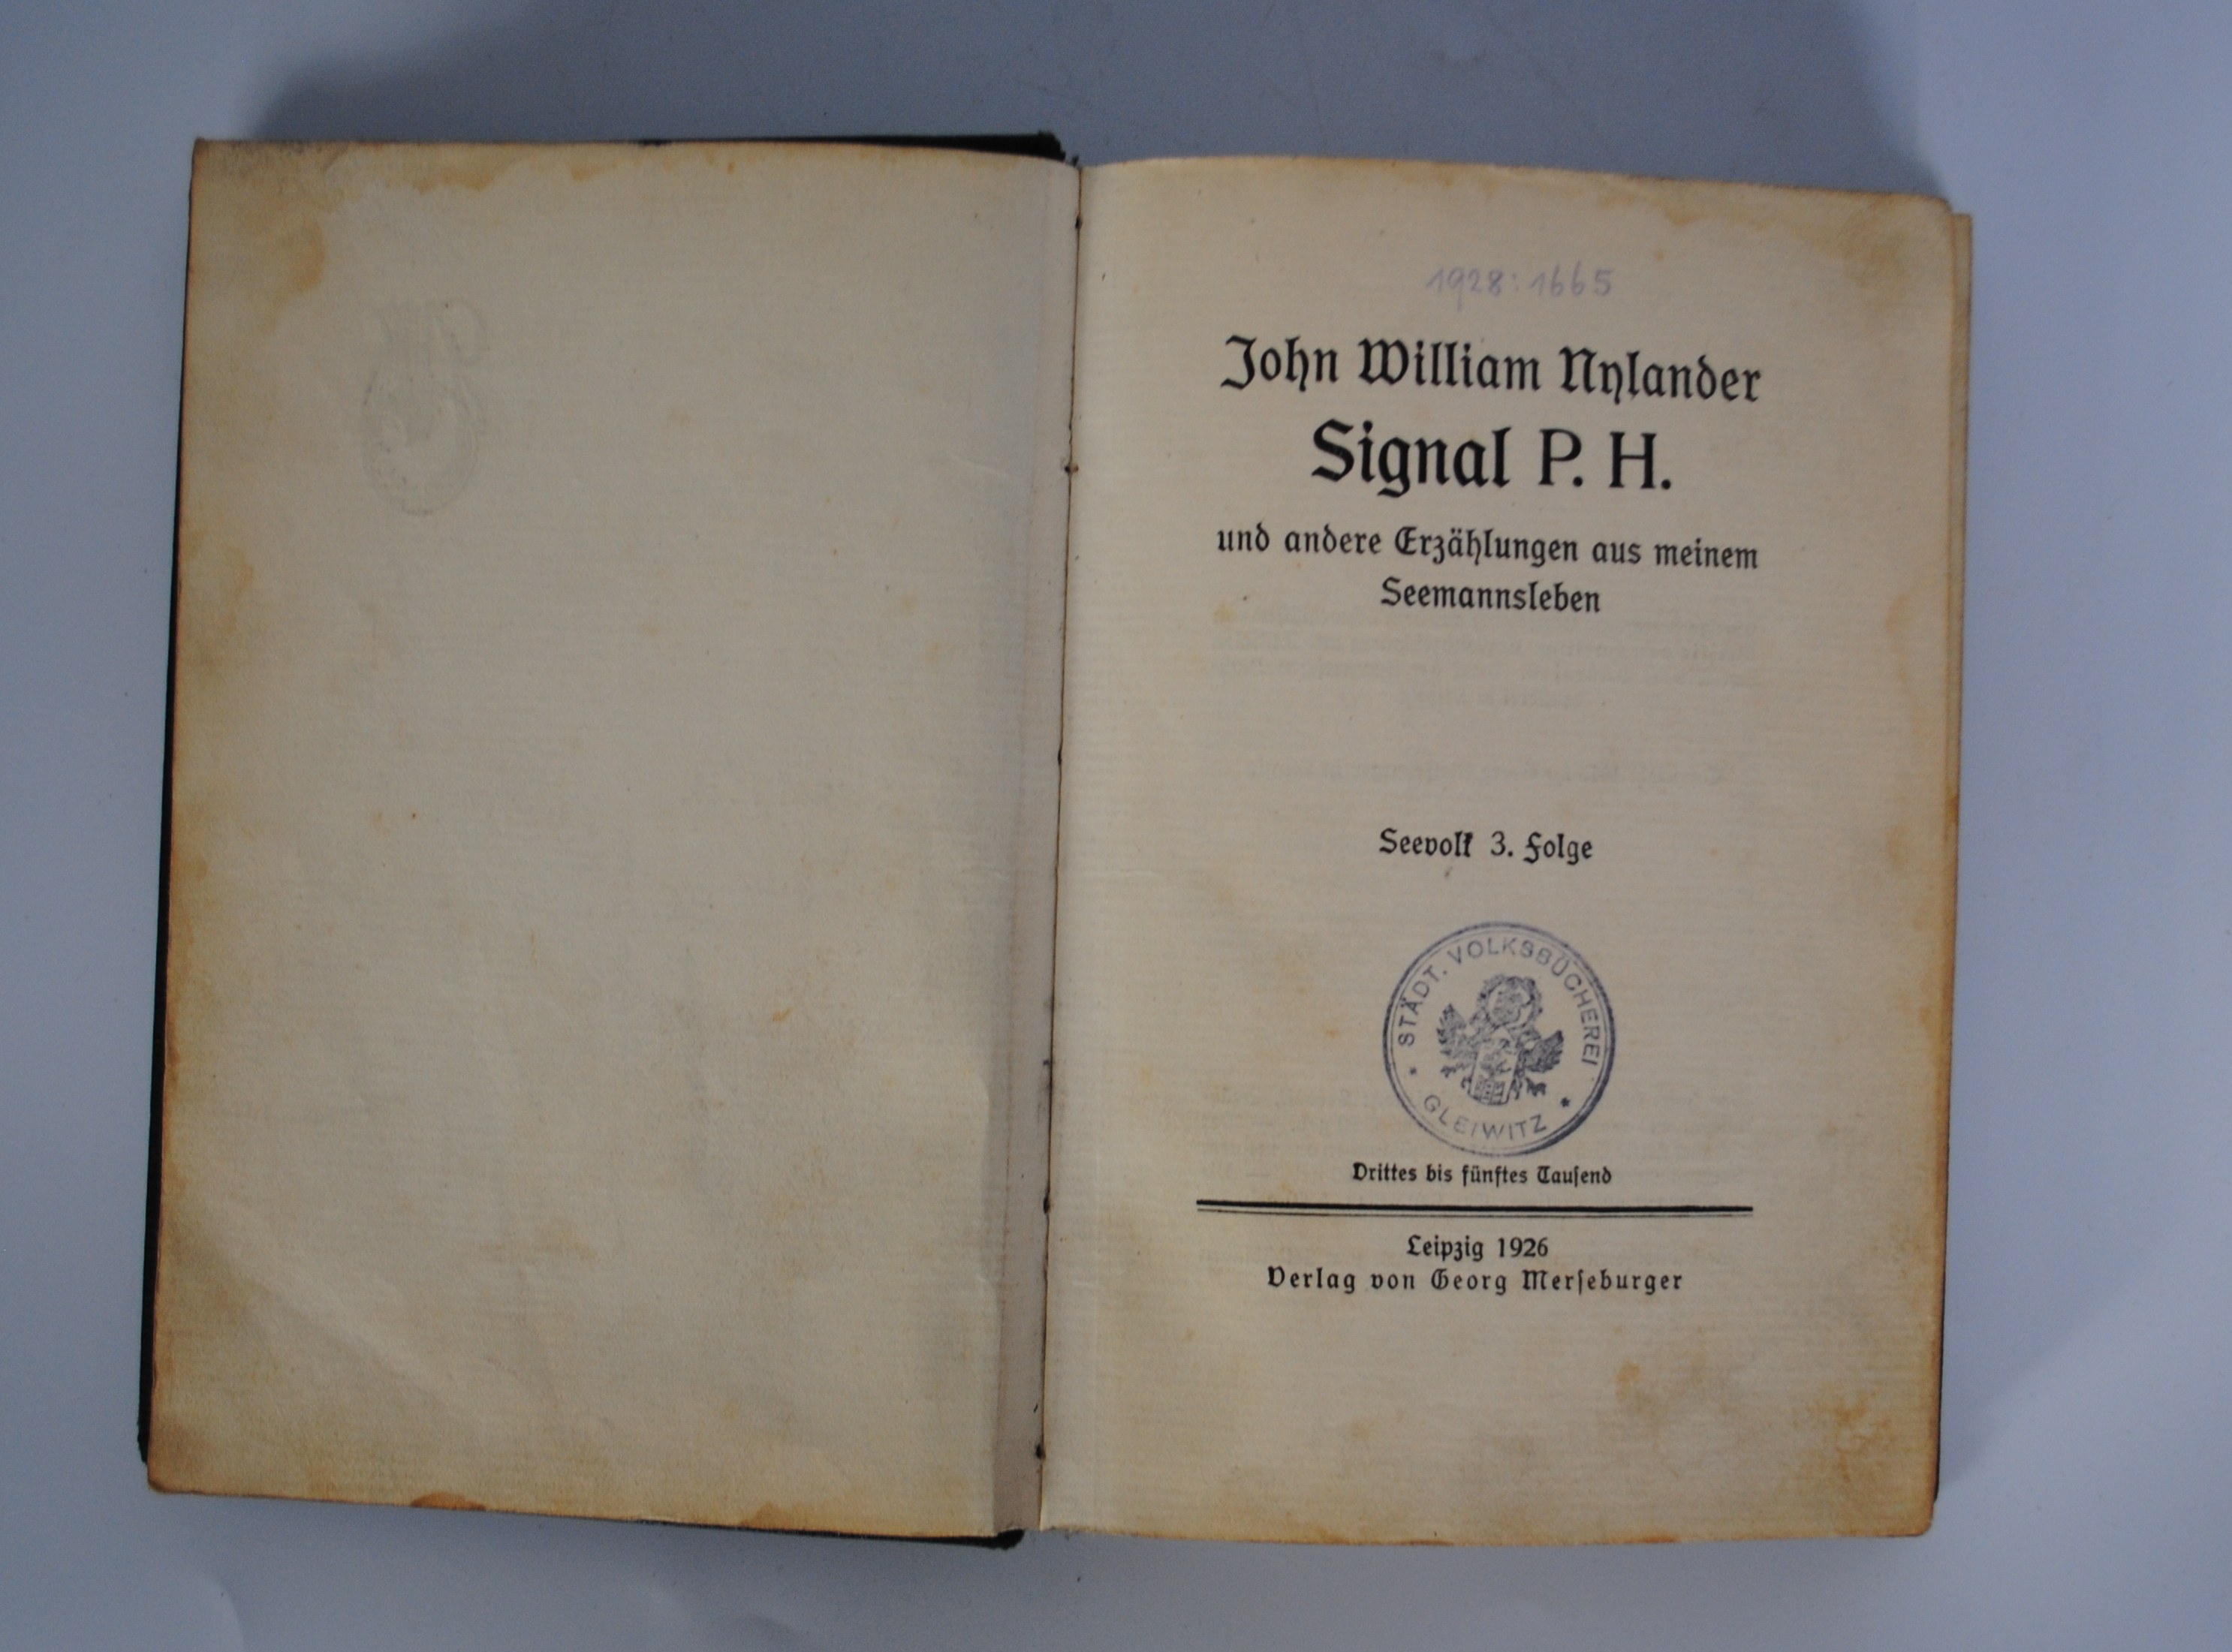 1928:1665
John William Nylander
Signal P. H.
und andere Erzählungen aus meinem
Seemannsleben
Seevolk 3. Folge
STÄDT. VOLKSBÜCHEREI
* GLEIWITZ *
Drittes bis fünftes Tauſend
Leipzig 1926
Verlag von Georg Merſeburger